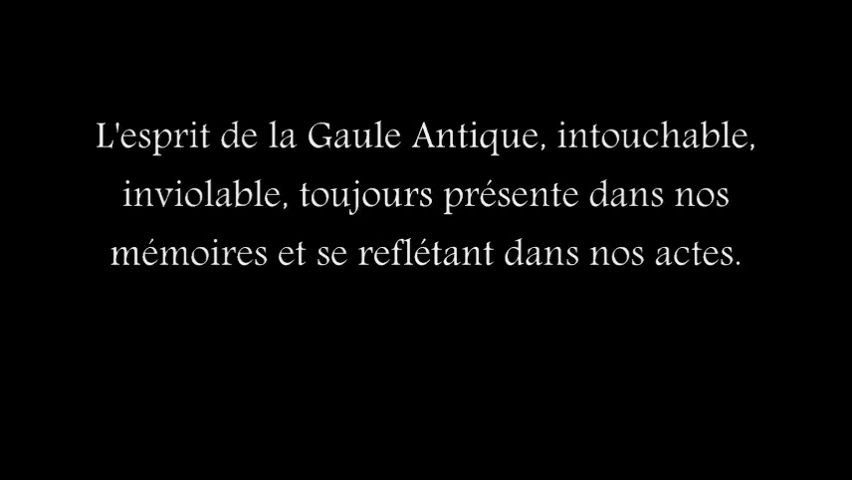 L'esprit de la Gaule Antique, intouchable,
inviolable, toujours présente dans nos
mémoires et se reflétant dans nos actes.